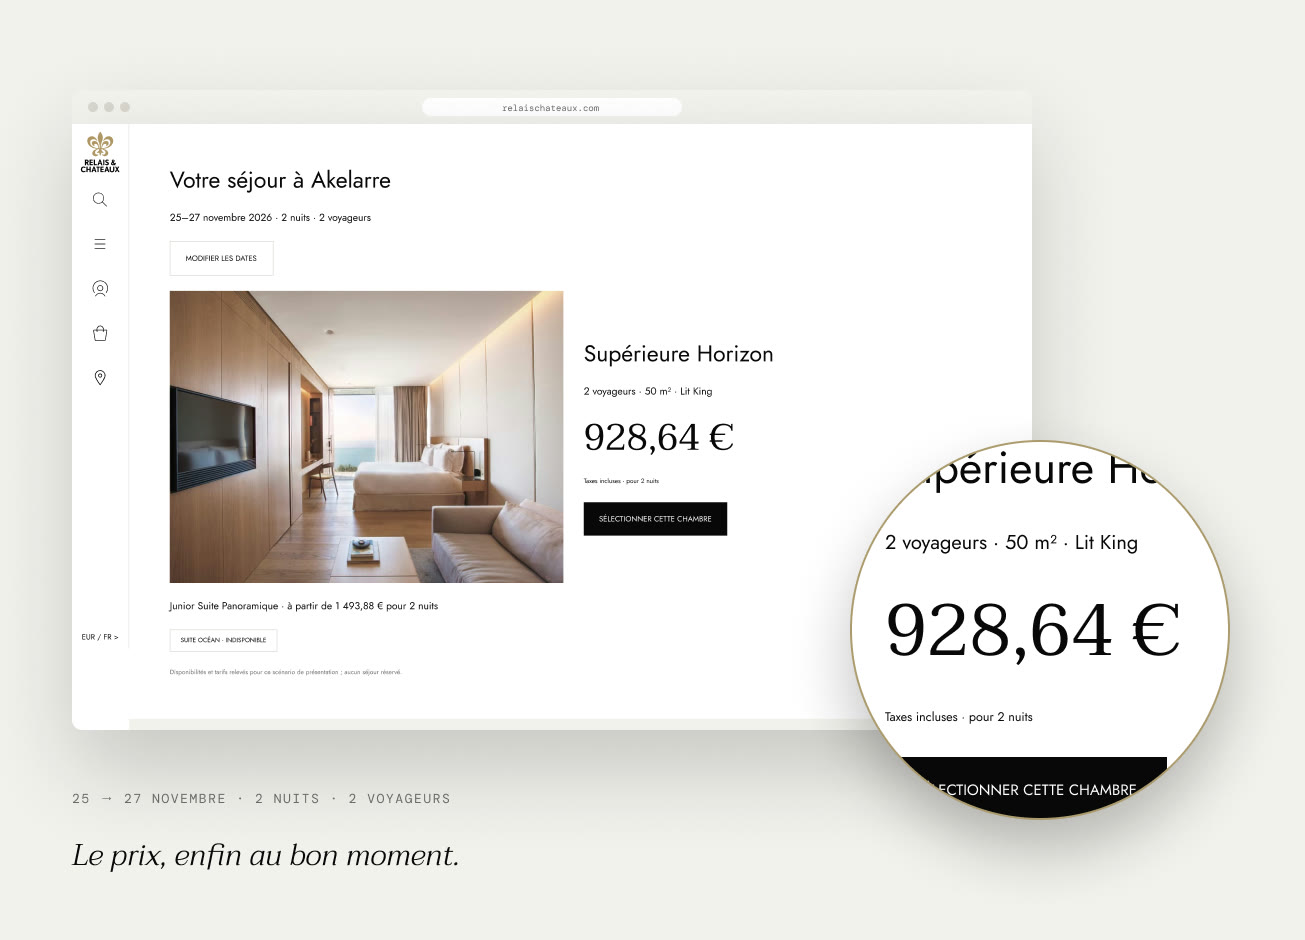 relaischateaux.com
RELAIS &
CHATEAUX
Votre séjour à Akelarre
25–27 novembre 2026 · 2 nuits · 2 voyageurs
MODIFIER LES DATES
Supérieure Horizon
2 voyageurs · 50 m² · Lit King
928,64 €
Taxes incluses · pour 2 nuits
SÉLECTIONNER CETTE CHAMBRE
Junior Suite Panoramique · à partir de 1 493,88 € pour 2 nuits
SUITE OCÉAN · INDISPONIBLE
EUR / FR >
Disponibilités et tarifs relevés pour ce scénario de présentation ; aucun séjour réservé.
périeure Ho
2 voyageurs · 50 m² · Lit King
928,64 €
Taxes incluses · pour 2 nuits
ECTIONNER CETTE CHAMBRE
25 → 27 NOVEMBRE · 2 NUITS · 2 VOYAGEURS
Le prix, enfin au bon moment.